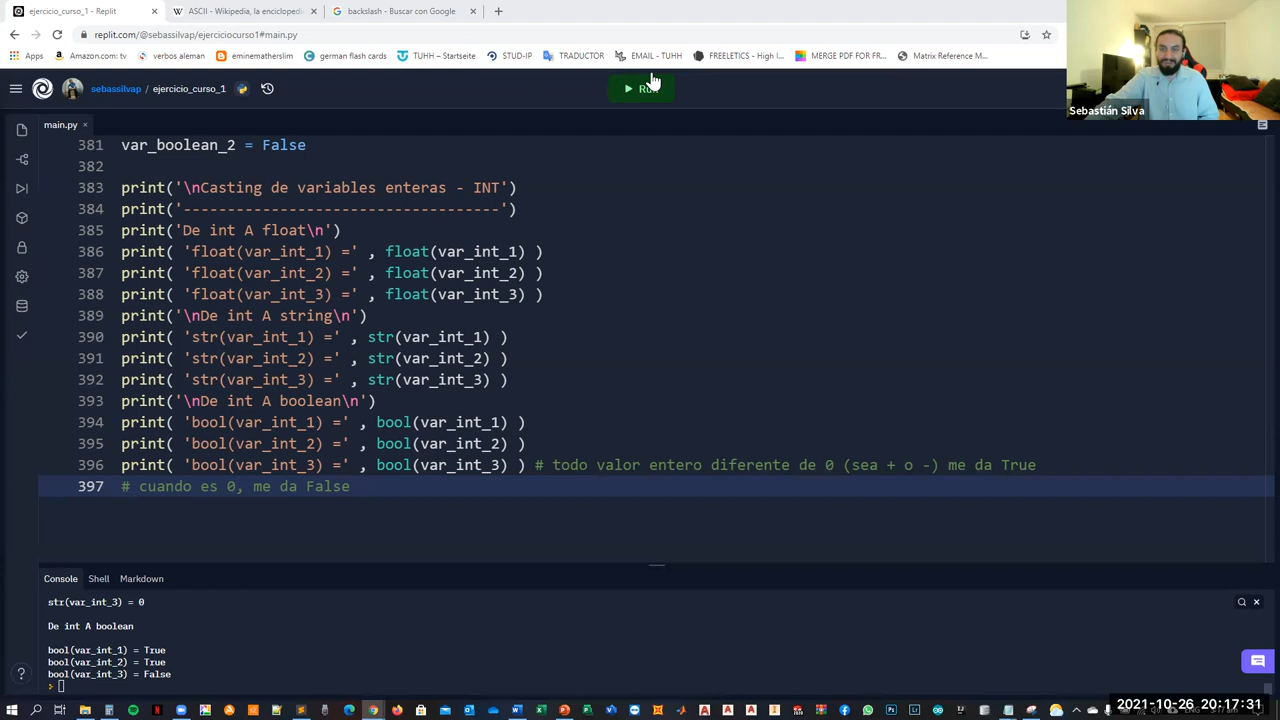 ejercicio_curso_1 - Replit
ASCII - Wikipedia, la enciclopedi
backslash - Buscar con Google
replit.com/@sebassilvap/ejerciciocurso1#main.py
Apps
Amazon.com: tv
verbos aleman
eninemathersIim
german flash cards
TUHH – Startseite
STUD-IP
TRADUCTOR
EMAIL - TUHH
FREELETICS - High I...
MERGE PDF FOR FR...
Matrix Reference M...
Sebastián Silva
sebassilvap / ejercicio_curso_1
Run
main.py
381 var_boolean_2 = False
382
383 print('\nCasting de variables enteras - INT')
384 print('------------------------------------')
385 print('De int A float\n')
386 print( 'float(var_int_1) =' , float(var_int_1) )
387 print( 'float(var_int_2) =' , float(var_int_2) )
388 print( 'float(var_int_3) =' , float(var_int_3) )
389 print('\nDe int A string\n')
390 print( 'str(var_int_1) =' , str(var_int_1) )
391 print( 'str(var_int_2) =' , str(var_int_2) )
392 print( 'str(var_int_3) =' , str(var_int_3) )
393 print('\nDe int A boolean\n')
394 print( 'bool(var_int_1) =' , bool(var_int_1) )
395 print( 'bool(var_int_2) =' , bool(var_int_2) )
396 print( 'bool(var_int_3) =' , bool(var_int_3) ) # todo valor entero diferente de 0 (sea + o -) me da True
397 # cuando es 0, me da False
Console
Shell
Markdown
str(var_int_3) = 0
De int A boolean
bool(var_int_1) = True
bool(var_int_2) = True
bool(var_int_3) = False
2021-10-26 20:17:31